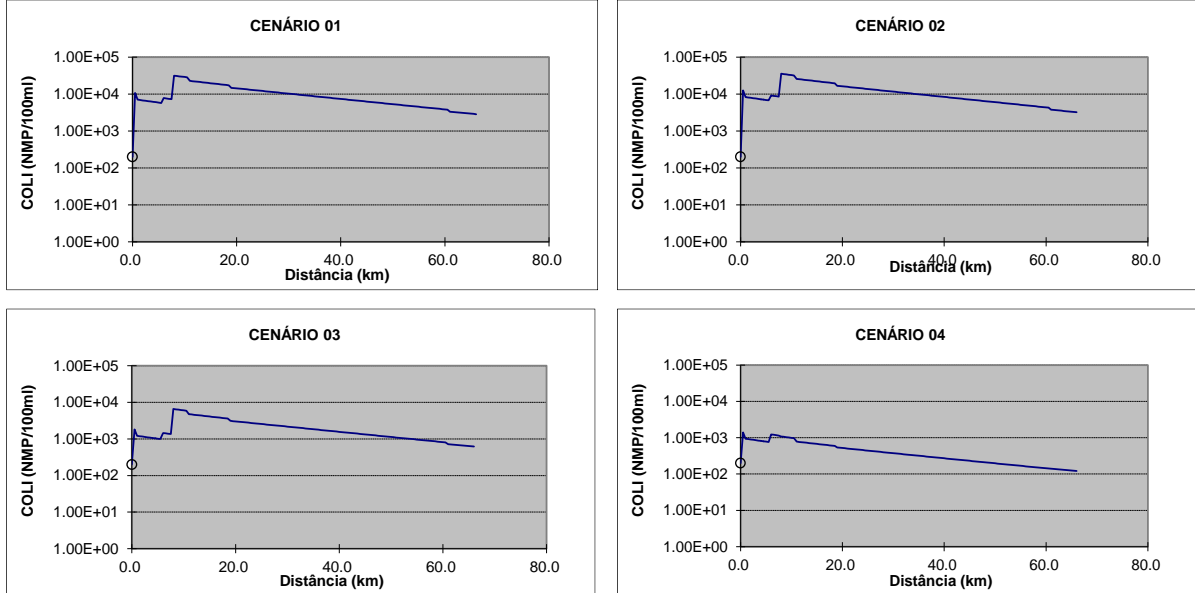 CENÁRIO 01
1.00E+05
1.00E+04
1.00E+03
1.00E+02
1.00E+01
1.00E+00
COLI (NMP/100ml)
0.0 20.0 40.0 60.0 80.0
Distância (km)
CENÁRIO 02
1.00E+05
1.00E+04
1.00E+03
1.00E+02
1.00E+01
1.00E+00
COLI (NMP/100ml)
0.0 20.0 40.0 60.0 80.0
Distância (km)
CENÁRIO 03
1.00E+05
1.00E+04
1.00E+03
1.00E+02
1.00E+01
1.00E+00
COLI (NMP/100ml)
0.0 20.0 40.0 60.0 80.0
Distância (km)
CENÁRIO 04
1.00E+05
1.00E+04
1.00E+03
1.00E+02
1.00E+01
1.00E+00
COLI (NMP/100ml)
0.0 20.0 40.0 60.0 80.0
Distância (km)